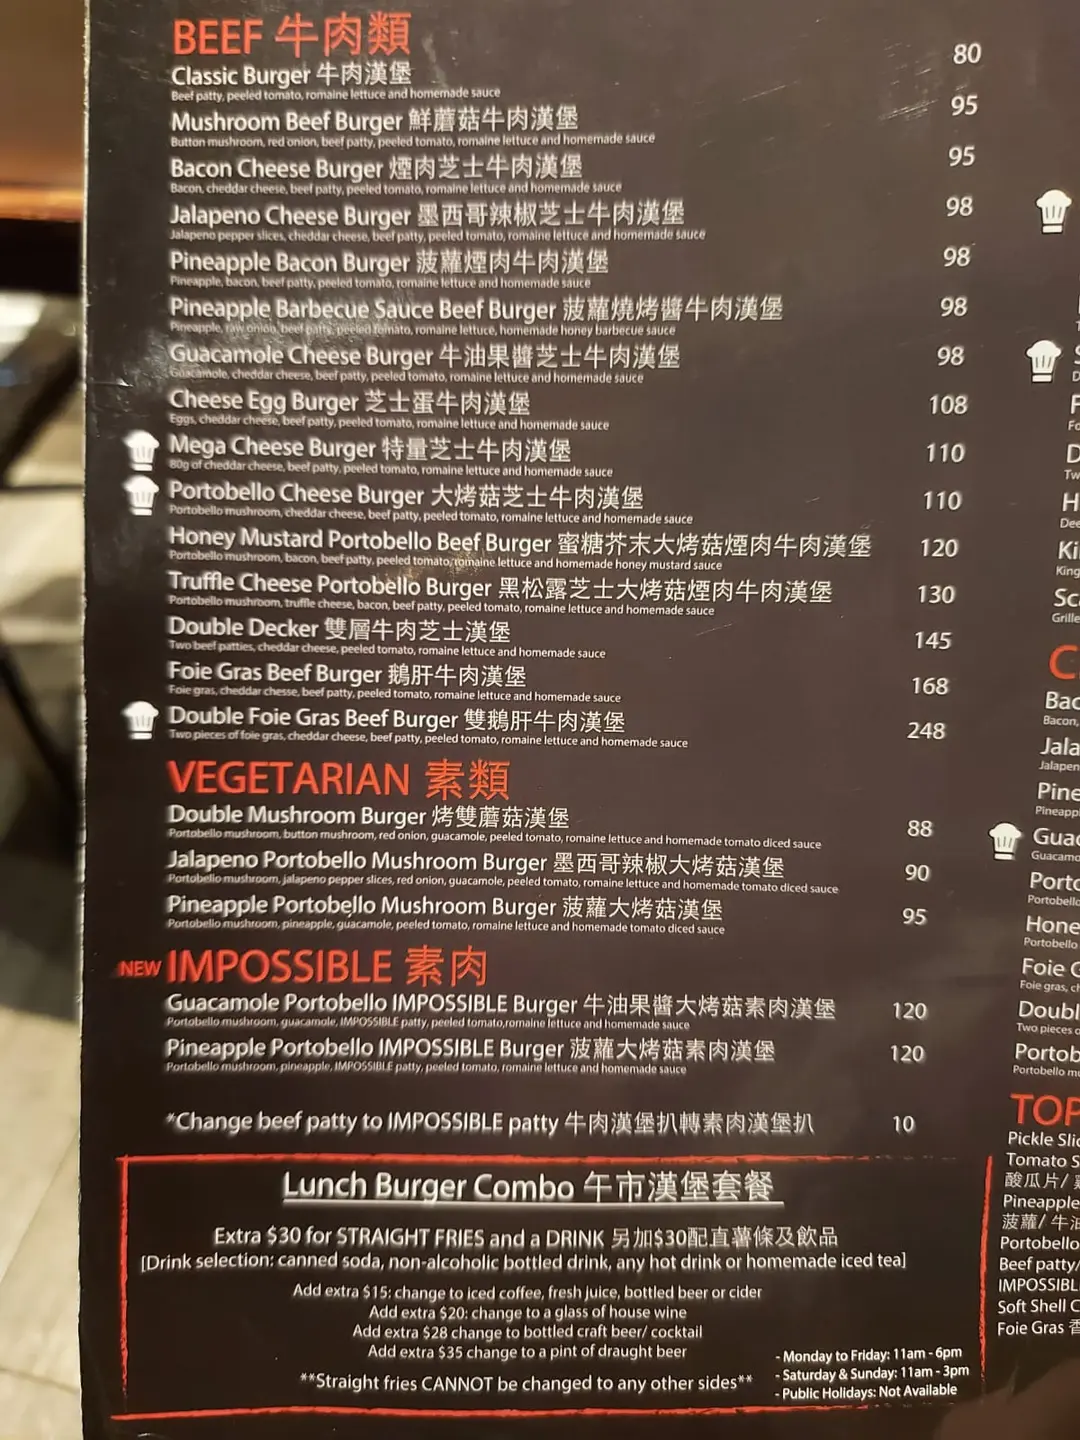 BEEF 牛肉類
Classic Burger 牛肉漢堡 80
Beef patty, peeled tomato, romaine lettuce and homemade sauce
Mushroom Beef Burger 鮮蘑菇牛肉漢堡 95
Button mushroom, red onion, beef patty, peeled tomato, romaine lettuce and homemade sauce
Bacon Cheese Burger 煙肉芝士牛肉漢堡 95
Bacon, cheddar cheese, beef patty, peeled tomato, romaine lettuce and homemade sauce
Jalapeno Cheese Burger 墨西哥辣椒芝士牛肉漢堡 98
Jalapeno pepper slices, cheddar cheese, beef patty, peeled tomato, romaine lettuce and homemade sauce
Pineapple Bacon Burger 菠蘿煙肉牛肉漢堡 98
Pineapple, bacon, beef patty, peeled tomato, romaine lettuce and homemade sauce
Pineapple Barbecue Sauce Beef Burger 菠蘿燒烤醬牛肉漢堡 98
Pineapple, raw onion, beef patty, peeled tomato, romaine lettuce, homemade honey barbecue sauce
Guacamole Cheese Burger 牛油果醬芝士牛肉漢堡 98
Guacamole, cheddar cheese, beef patty, peeled tomato, romaine lettuce and homemade sauce
Cheese Egg Burger 芝士蛋牛肉漢堡 108
Eggs, cheddar cheese, beef patty, peeled tomato, romaine lettuce and homemade sauce
Mega Cheese Burger 特量芝士牛肉漢堡 110
80g of cheddar cheese, beef patty, peeled tomato, romaine lettuce and homemade sauce
Portobello Cheese Burger 大烤菇芝士牛肉漢堡 110
Portobello mushroom, cheddar cheese, beef patty, peeled tomato, romaine lettuce and homemade sauce
Honey Mustard Portobello Beef Burger 蜜糖芥末大烤菇煙肉牛肉漢堡 120
Portobello mushroom, bacon, beef patty, peeled tomato, romaine lettuce and homemade honey mustard sauce
Truffle Cheese Portobello Burger 黑松露芝士大烤菇煙肉牛肉漢堡 130
Portobello mushroom, truffle cheese, bacon, beef patty, peeled tomato, romaine lettuce and homemade sauce
Double Decker 雙層牛肉芝士漢堡 145
Two beef patties, cheddar cheese, peeled tomato, romaine lettuce and homemade sauce
Foie Gras Beef Burger 鵝肝牛肉漢堡 168
Foie gras, cheddar chesse, beef patty, peeled tomato, romaine lettuce and homemade sauce
Double Foie Gras Beef Burger 雙鵝肝牛肉漢堡 248
Two pieces of foie gras, cheddar cheese, beef patty, peeled tomato, romaine lettuce and homemade sauce
VEGETARIAN 素類
Double Mushroom Burger 烤雙蘑菇漢堡 88
Portobello mushroom, button mushroom, red onion, guacamole, peeled tomato, romaine lettuce and homemade tomato diced sauce
Jalapeno Portobello Mushroom Burger 墨西哥辣椒大烤菇漢堡 90
Portobello mushroom, jalapeno pepper slices, red onion, guacamole, peeled tomato, romaine lettuce and homemade tomato diced sauce
Pineapple Portobello Mushroom Burger 菠蘿大烤菇漢堡 95
Portobello mushroom, pineapple, guacamole, peeled tomato, romaine lettuce and homemade tomato diced sauce
NEW IMPOSSIBLE 素肉
Guacamole Portobello IMPOSSIBLE Burger 牛油果醬大烤菇素肉漢堡 120
Portobello mushroom, guacamole, IMPOSSIBLE patty, peeled tomato,romaine lettuce and homemade sauce
Pineapple Portobello IMPOSSIBLE Burger 菠蘿大烤菇素肉漢堡 120
Portobello mushroom, pineapple, IMPOSSIBLE patty, peeled tomato, romaine lettuce and homemade sauce
*Change beef patty to IMPOSSIBLE patty 牛肉漢堡扒轉素肉漢堡扒 10
Lunch Burger Combo 午市漢堡套餐
Extra $30 for STRAIGHT FRIES and a DRINK 另加$30配直薯條及飲品
[Drink selection: canned soda, non-alcoholic bottled drink, any hot drink or homemade iced tea]
Add extra $15: change to iced coffee, fresh juice, bottled beer or cider
Add extra $20: change to a glass of house wine
Add extra $28 change to bottled craft beer/ cocktail
Add extra $35 change to a pint of draught beer
**Straight fries CANNOT be changed to any other sides**
- Monday to Friday: 11am - 6pm
- Saturday & Sunday: 11am - 3pm
- Public Holidays: Not Available
Bac
Bacon,
Jala
Jalapen
Pine
Pineapp
Guac
Guacamo
Porto
Portobello
Hone
Portobello
Foie G
Foie gras, ch
Doubl
Two pieces o
Portob
Portobello mu
TOP
Pickle Slic
Tomato S
酸瓜片/
Pineapple
菠蘿/ 牛油
Portobello
Beef patty/
IMPOSSIBL
Soft Shell C
Foie Gras 香